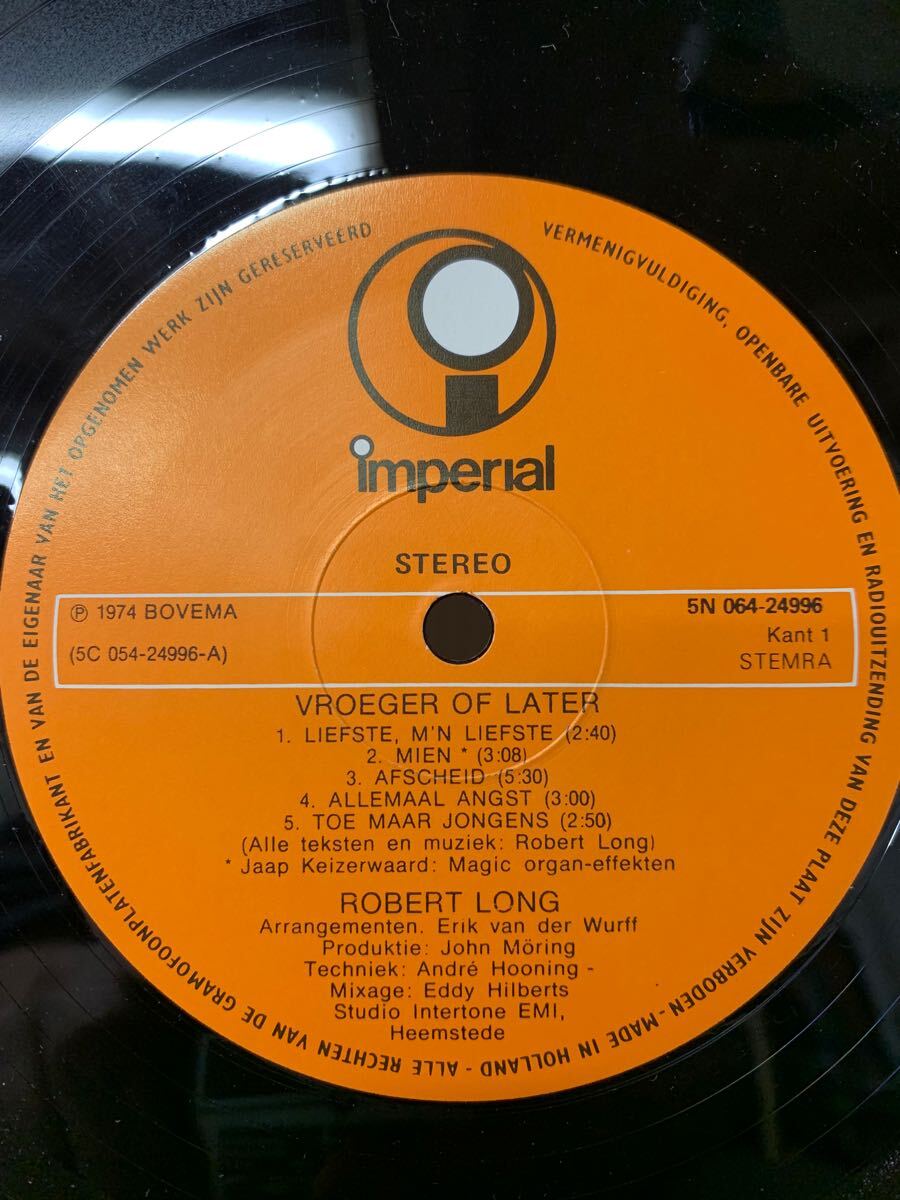 imperial
STEREO
℗ 1974 BOVEMA
(5C 054-24996-A)
5N 064-24996
Kant 1
STEMRA
VROEGER OF LATER
1. LIEFSTE, M'N LIEFSTE (2:40)
2. MIEN * (3:08)
3. AFSCHEID (5:30)
4. ALLEMAAL ANGST (3:00)
5. TOE MAAR JONGENS (2:50)
(Alle teksten en muziek: Robert Long)
* Jaap Keizerwaard: Magic organ-effekten
ROBERT LONG
Arrangementen. Erik van der Wurff
Produktie: John Möring
Techniek: André Hooning -
Mixage: Eddy Hilberts
Studio Intertone EMI,
Heemstede
ALLE RECHTEN VAN DE GRAMOFOONPLATENFABRIKANT EN VAN DE EIGENAAR VAN HET OPGENOMEN WERK ZIJN GERESERVEERD
VERMENIGVULDIGING, OPENBARE UITVOERING EN RADIOUITZENDING VAN DEZE PLAAT ZIJN VERBODEN - MADE IN HOLLAND -